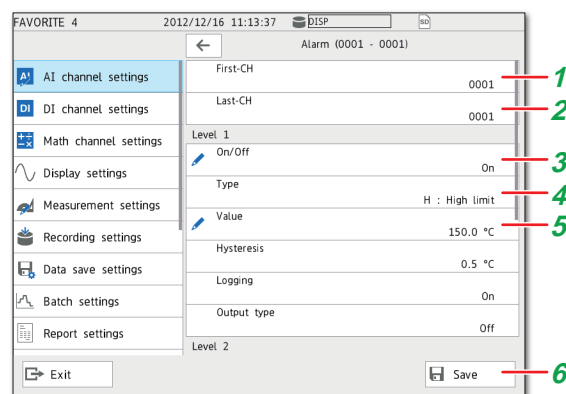 FAVORITE 4 2012/12/16 11:13:37 DISP SD
Alarm (0001 - 0001)
AI AI channel settings
DI DI channel settings
Math channel settings
Display settings
Measurement settings
Recording settings
Data save settings
Batch settings
Report settings
First-CH
0001 1
Last-CH
0001 2
Level 1
On/Off
On 3
Type
H : High limit 4
Value
150.0 °C 5
Hysteresis
0.5 °C
Logging
On
Output type
Off
Level 2
Exit
Save 6